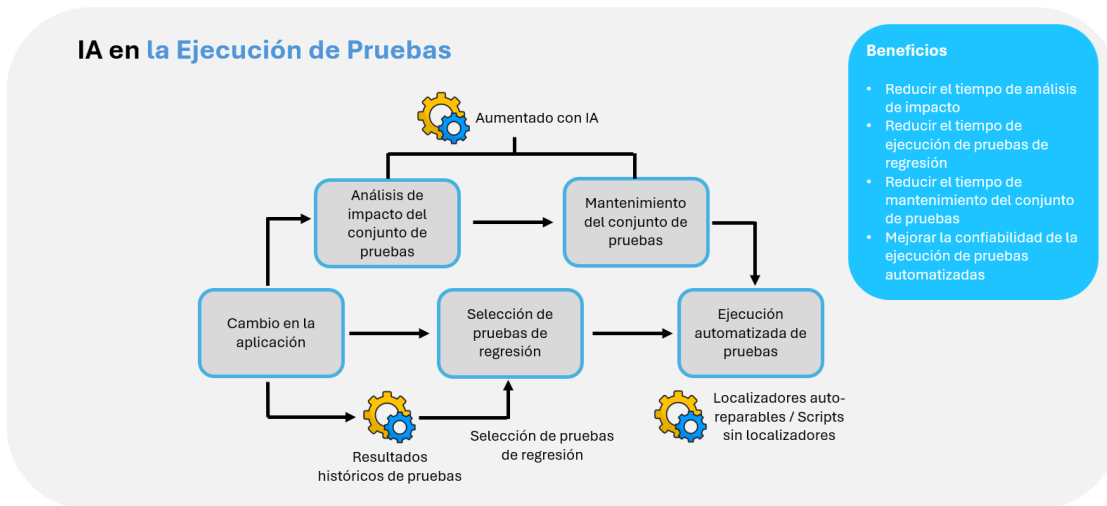 IA en la Ejecución de Pruebas
Aumentado con IA
Análisis de
impacto del
conjunto de
pruebas
Mantenimiento
del conjunto de
pruebas
Cambio en la
aplicación
Selección de
pruebas de
regresión
Ejecución
automatizada de
pruebas
Resultados
históricos de pruebas
Selección de pruebas
de regresión
Localizadores auto-
reparables / Scripts
sin localizadores
Beneficios
• Reducir el tiempo de análisis
de impacto
• Reducir el tiempo de
ejecución de pruebas de
regresión
• Reducir el tiempo de
mantenimiento del conjunto
de pruebas
• Mejorar la confiabilidad de la
ejecución de pruebas
automatizadas